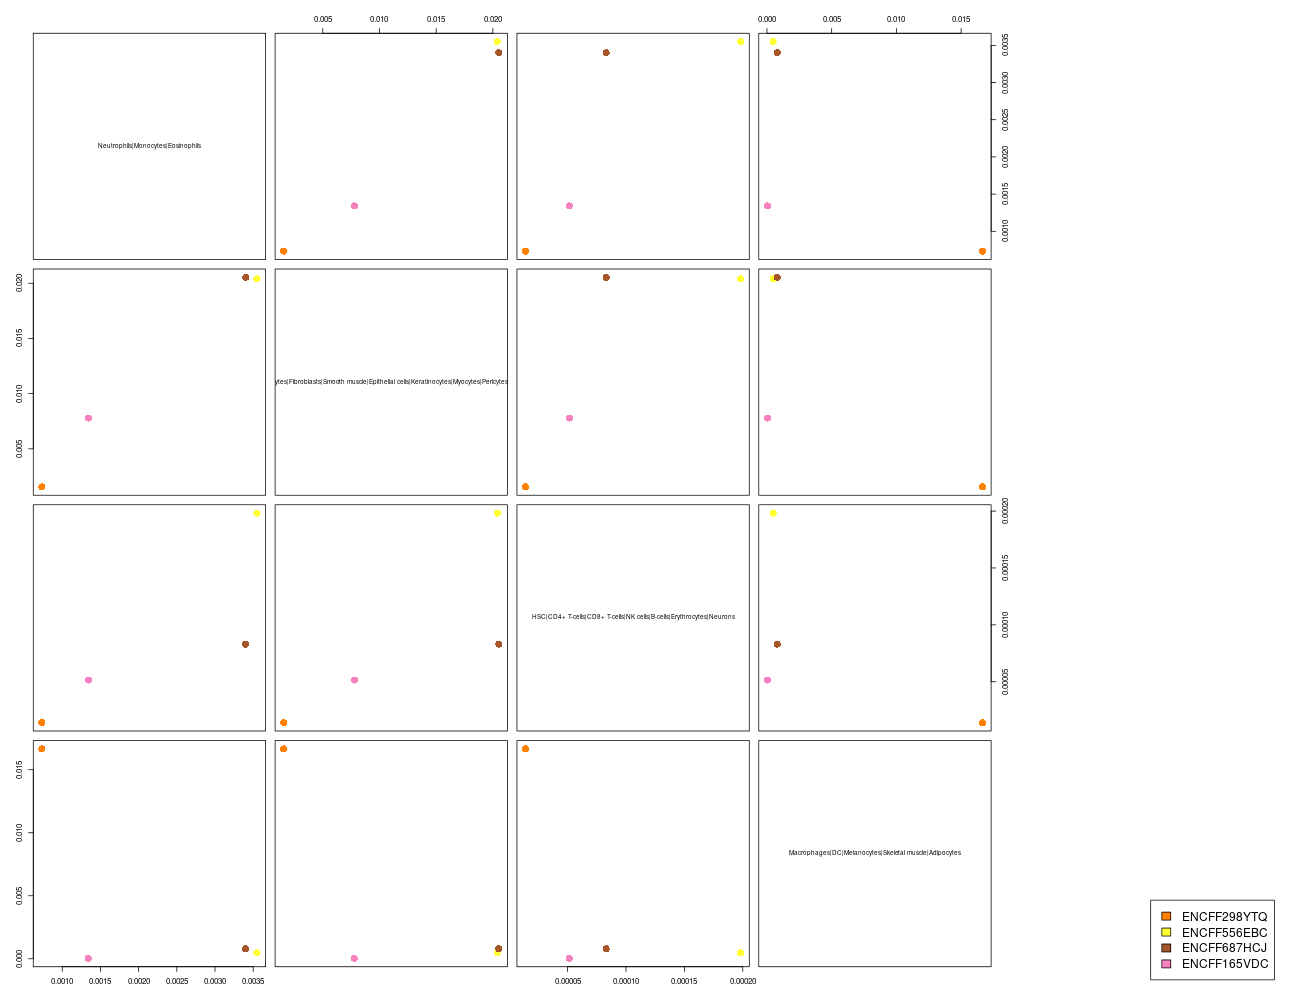 0.005 0.010 0.015 0.020
0.000 0.005 0.010 0.015
Neutrophils|Monocytes|Eosinophils
0.0010 0.0015 0.0020 0.0025 0.0030 0.0035
0.005 0.010 0.015 0.020
ytes|Fibroblasts|Smooth muscle|Epithelial cells|Keratinocytes|Myocytes|Pericytes
HSC|CD4+ T-cells|CD8+ T-cells|NK cells|B-cells|Erythrocytes|Neurons
0.00005 0.00010 0.00015 0.00020
0.000 0.005 0.010 0.015
Macrophages|DC|Melanocytes|Skeletal muscle|Adipocytes
0.0010 0.0015 0.0020 0.0025 0.0030 0.0035
0.00005 0.00010 0.00015 0.00020
ENCFF298YTQ
ENCFF556EBC
ENCFF687HCJ
ENCFF165VDC